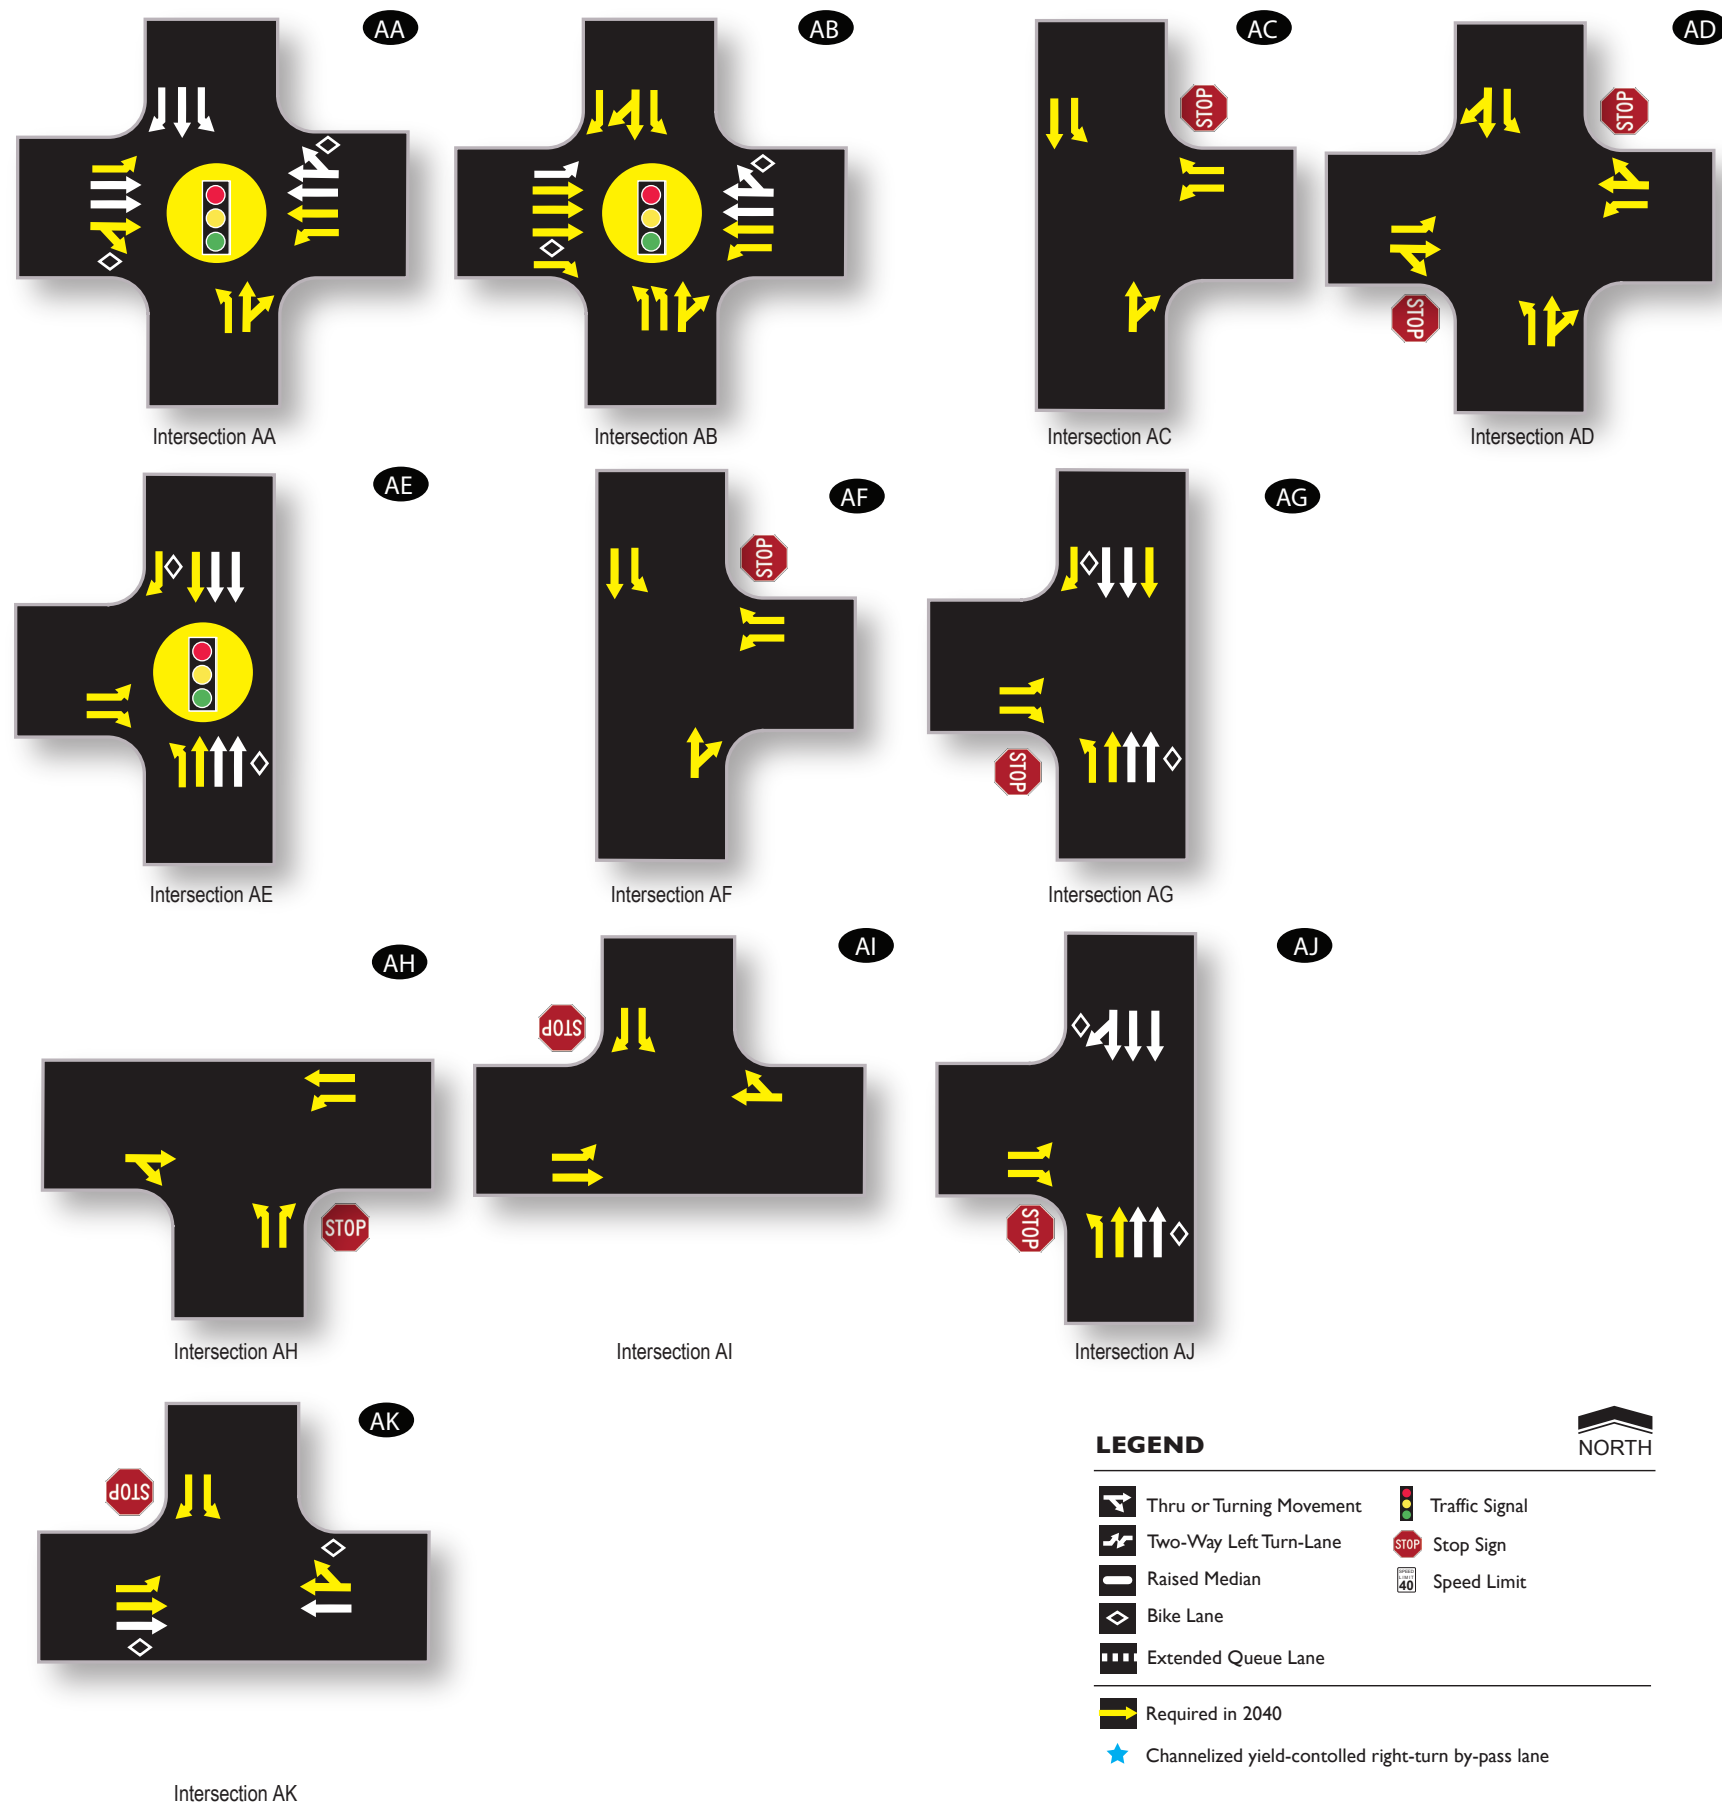 AA
AB
AC
AD
STOP
STOP
STOP
Intersection AA
Intersection AB
Intersection AC
Intersection AD
AE
AF
AG
STOP
STOP
Intersection AE
Intersection AF
Intersection AG
AH
AI
AJ
STOP
STOP
STOP
Intersection AH
Intersection AI
Intersection AJ
AK
STOP
Intersection AK
NORTH
LEGEND
Thru or Turning Movement
Traffic Signal
Two-Way Left Turn-Lane
STOP
Stop Sign
Raised Median
SPEED
LIMIT
40
Speed Limit
Bike Lane
Extended Queue Lane
Required in 2040
Channelized yield-contolled right-turn by-pass lane